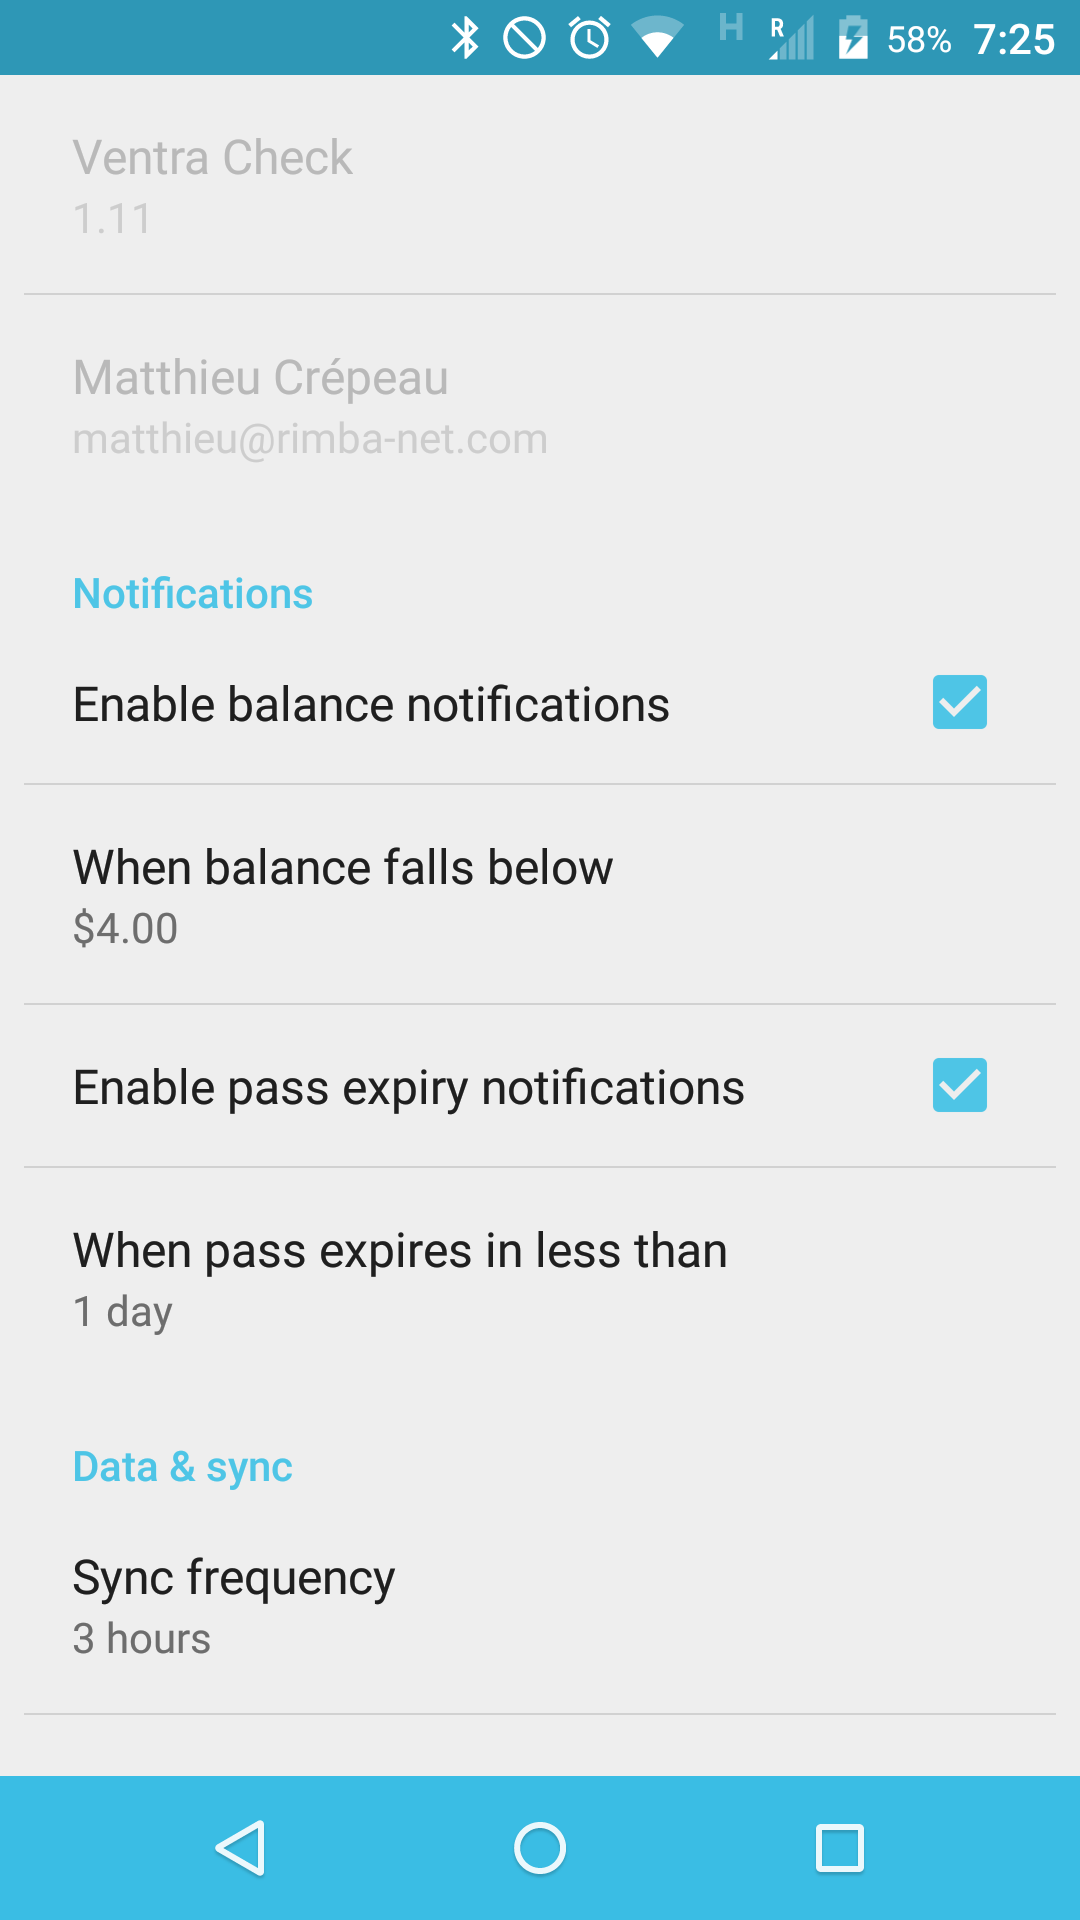 H R 58% 7:25
Ventra Check
1.11
Matthieu Crépeau
matthieu@rimba-net.com
Notifications
Enable balance notifications
When balance falls below
$4.00
Enable pass expiry notifications
When pass expires in less than
1 day
Data & sync
Sync frequency
3 hours